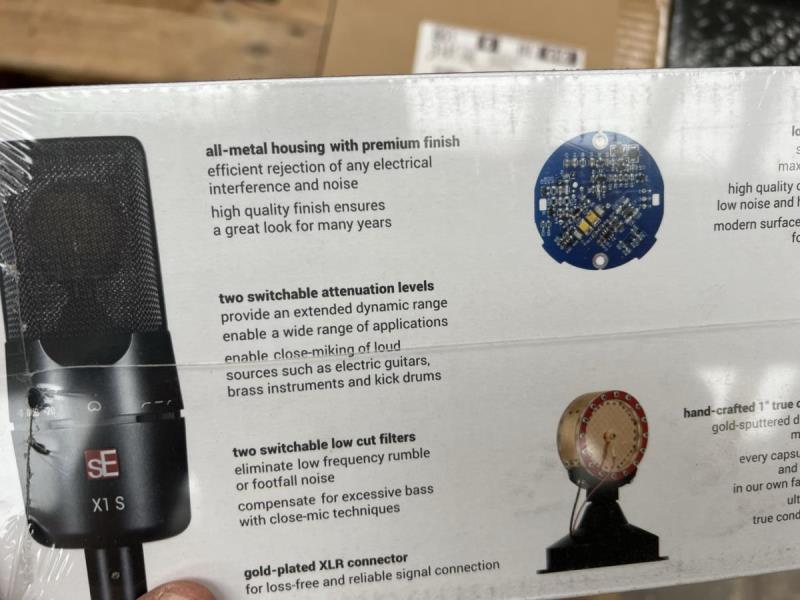 all-metal housing with premium finish
efficient rejection of any electrical
interference and noise
high quality finish ensures
a great look for many years
two switchable attenuation levels
provide an extended dynamic range
enable a wide range of applications
enable close-miking of loud
sources such as electric guitars,
brass instruments and kick drums
two switchable low cut filters
eliminate low frequency rumble
or footfall noise
compensate for excessive bass
with close-mic techniques
gold-plated XLR connector
for loss-free and reliable signal connection
sE
X1 S
high quality
low noise and
modern surface
hand-crafted 1" true
gold-sputtered
every
and
in our own
true